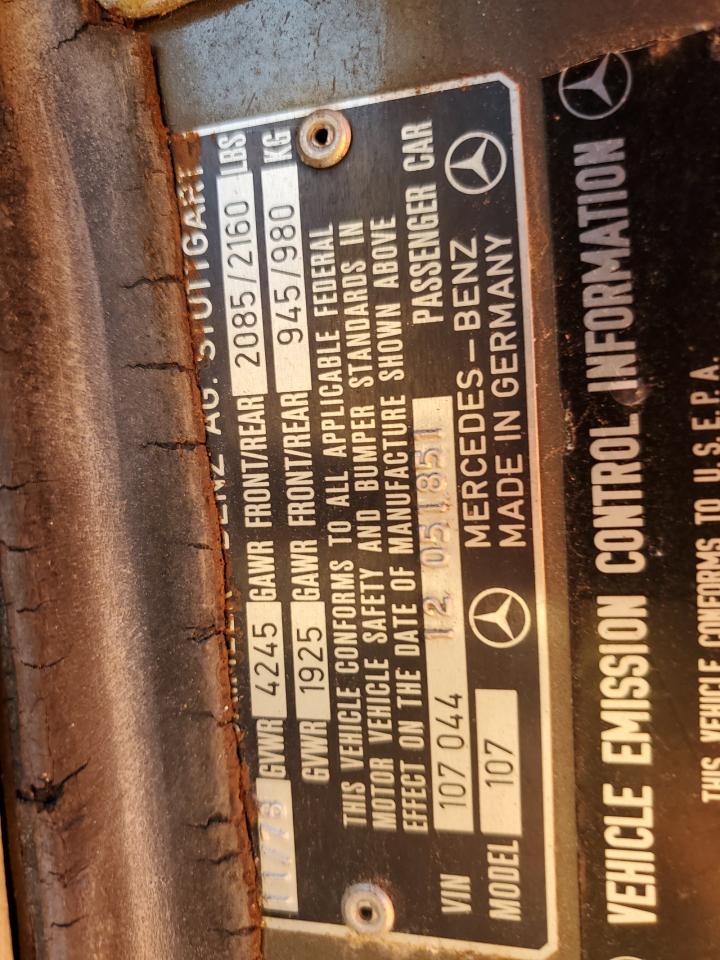 BENZ AG. STUTTGART
11/78 GVWR 4245 GAWR FRONT/REAR 2085/2160 LBS
GVWR 1925 GAWR FRONT/REAR 945/980 KG
THIS VEHICLE CONFORMS TO ALL APPLICABLE FEDERAL
MOTOR VEHICLE SAFETY AND BUMPER STANDARDS IN
EFFECT ON THE DATE OF MANUFACTURE SHOWN ABOVE
VIN 107 044 12 051851 PASSENGER CAR
MODEL 107 MERCEDES-BENZ
MADE IN GERMANY
VEHICLE EMISSION CONTROL INFORMATION
THIS VEHICLE CONFORMS TO U.S.E.P.A.